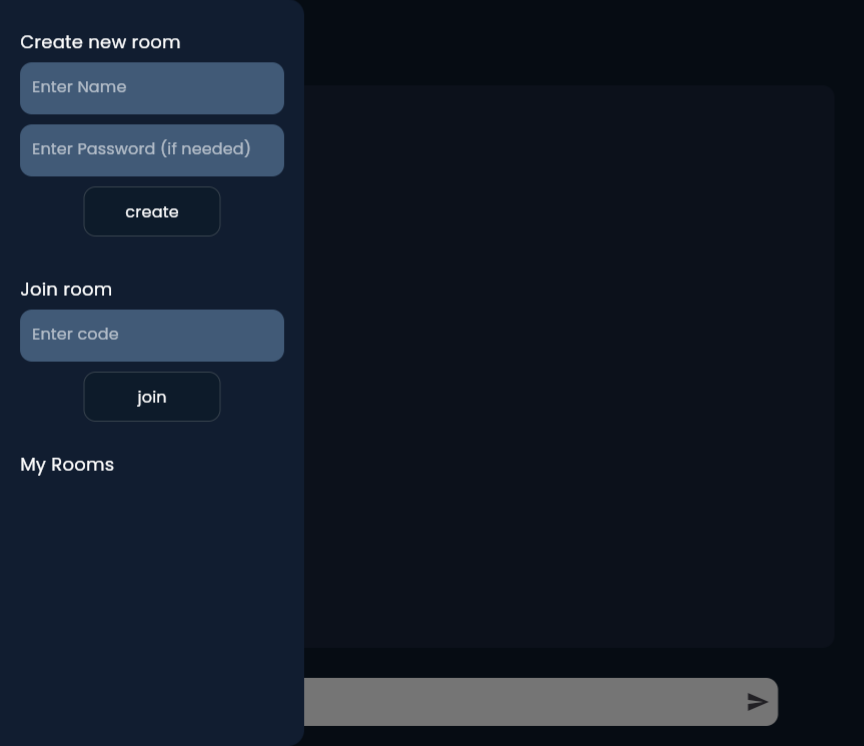 Create new room
Enter Name
Enter Password (if needed)
create
Join room
Enter code
join
My Rooms